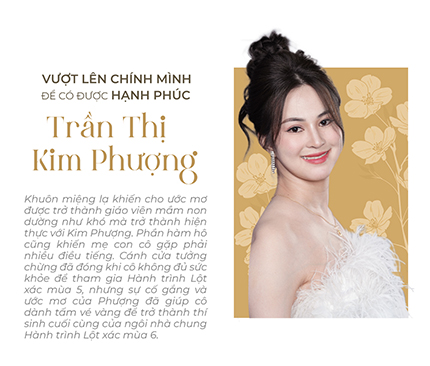 VƯỢT LÊN CHÍNH MÌNH
ĐỂ CÓ ĐƯỢC HẠNH PHÚC
Trần Thị
Kim Phượng
Khuôn miệng lạ khiến cho ước mơ
được trở thành giáo viên mầm non
dường như khó mà trở thành hiện
thực với Kim Phượng. Phần hàm hô
cũng khiến mẹ con cô gặp phải
nhiều điều tiếng. Cánh cửa tưởng
chừng đã đóng khi cô không đủ sức
khỏe để tham gia Hành trình Lột
xác mùa 5, nhưng sự cố gắng và
ước mơ của Phượng đã giúp cô
dành tấm vé vàng để trở thành thí
sinh cuối cùng của ngôi nhà chung
Hành trình Lột xác mùa 6.